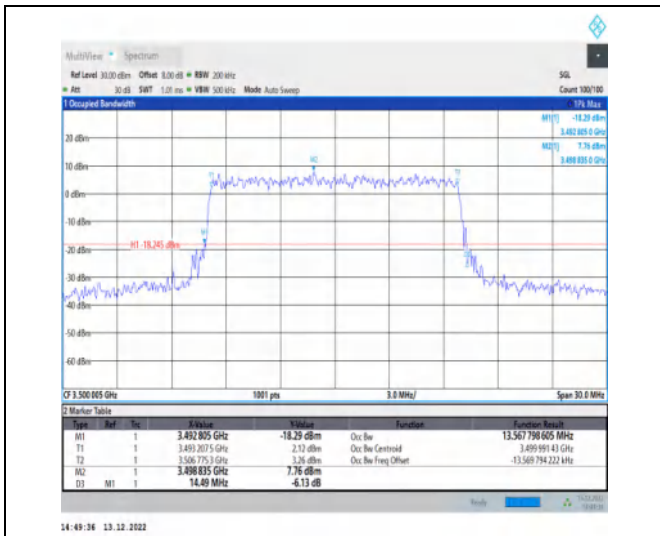 MultiView Spectrum
Ref Level 30.00 dBm Offset 8.00 dB RBW 200 kHz SGL
Att 30 dB SWT 1.01 ms VBW 500 kHz Mode Auto Sweep Count 100/100
1 Occupied Bandwidth 1Pk Max
M1[1] -18.29 dBm
3.492 805 0 GHz
M2[1] 7.76 dBm
3.498 835 0 GHz
20 dBm
10 dBm
M2
T1
T2
0 dBm
-10 dBm
M1
H1 -18.245 dBm
-20 dBm
-30 dBm
-40 dBm
-50 dBm
-60 dBm
CF 3.500 005 GHz 1001 pts 3.0 MHz/ Span 30.0 MHz
2 Marker Table
Type Ref Trc X-Value Y-Value Function Function Result
M1 1 3.492 805 GHz -18.29 dBm Occ Bw 13.567 798 605 MHz
T1 1 3.493 207 5 GHz 2.12 dBm Occ Bw Centroid 3.499 991 43 GHz
T2 1 3.506 775 3 GHz 3.26 dBm Occ Bw Freq Offset -13.569 794 222 kHz
M2 1 3.498 835 GHz 7.76 dBm
D3 M1 1 14.49 MHz -6.13 dB
Ready
14:49:36 13.12.2022